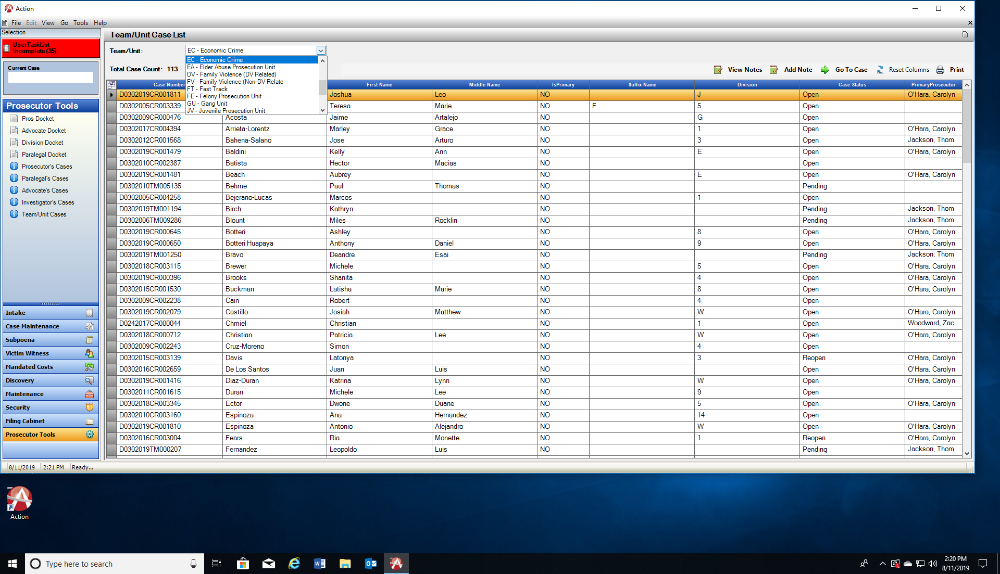 Action
File Edit View Go Tools Help
Selection
UserTaskList
Incomplete (35)
Current Case
Prosecutor Tools
Pros Docket
Advocate Docket
Division Docket
Paralegal Docket
Prosecutor's Cases
Paralegal's Cases
Advocate's Cases
Investigator's Cases
Team/Unit Cases
Intake
Case Maintenance
Subpoena
Victim Witness
Mandated Costs
Discovery
Maintenance
Security
Filing Cabinet
Prosecutor Tools
Team/Unit Case List
Team/Unit: EC - Economic Crime
EC - Economic Crime
EA - Elder Abuse Prosecution Unit
DV - Family Violence (DV Related)
FV - Family Violence (Non-DV Relate
FT - Fast Track
FE - Felony Prosecution Unit
GU - Gang Unit
JV - Juvenile Prosecution Unit
Total Case Count: 113
View Notes Add Note Go To Case Reset Columns Print
Case Number First Name Middle Name IsPrimary Suffix Name Division Case Status PrimaryProsecutor
D0302019CR001811 Joshua Leo NO J Open O'Hara, Carolyn
D0302005CR003339 Teresa Marie NO F 5 Open
D0302009CR000476 Acosta Jaime Artalejo NO G Open
D0302017CR004394 Arrieta-Lorentz Marley Grace NO 1 Open O'Hara, Carolyn
D0302012CR001568 Bahena-Salano Jose Arturo NO 3 Open Jackson, Thom
D0302019CR001479 Baldini Kelly Ann NO E Open O'Hara, Carolyn
D0302010CR002387 Batista Hector Macias NO Open
D0302019CR001481 Beach Aubrey NO E Open O'Hara, Carolyn
D0302010TM005135 Behme Paul Thomas NO Pending
D0302005CR004258 Bejerano-Lucas Marcos NO 1 Open
D0302019TM001194 Birch Kathryn NO Pending Jackson, Thom
D0302006TM009286 Blount Miles Rocklin NO Pending Jackson, Thom
D0302019CR000645 Botteri Ashley NO 8 Open O'Hara, Carolyn
D0302019CR000650 Botteri Huapaya Anthony Daniel NO 9 Open O'Hara, Carolyn
D0302019TM001250 Bravo Deandre Esai NO Pending Jackson, Thom
D0302018CR003115 Brewer Michele NO 5 Open O'Hara, Carolyn
D0302019CR000396 Brooks Shanita NO 4 Open O'Hara, Carolyn
D0302015CR001530 Buckman Latisha Marie NO 8 Open O'Hara, Carolyn
D0302009CR002238 Cain Robert NO 4 Open
D0302019CR002079 Castillo Josiah Matthew NO W Open O'Hara, Carolyn
D0242017CR000044 Chmiel Christian NO 1 Open Woodward, Zac
D0302018CR000712 Christian Patricia Lee NO W Open O'Hara, Carolyn
D0302009CR002243 Cruz-Moreno Simon NO 4 Open
D0302015CR003139 Davis Latonya NO 3 Reopen O'Hara, Carolyn
D0302016CR002659 De Los Santos Juan Luis NO Open O'Hara, Carolyn
D0302019CR001416 Diaz-Duran Katrina Lynn NO W Open O'Hara, Carolyn
D0302011CR001615 Duran Michele Lee NO 9 Open
D0302018CR003345 Ector Dwone Duane NO 5 Open O'Hara, Carolyn
D0302010CR003160 Espinoza Ana Hernandez NO 14 Open
D0302019CR001810 Espinoza Antonio Alejandro NO W Open O'Hara, Carolyn
D0302016CR003004 Fears Ria Monette NO 1 Reopen O'Hara, Carolyn
D0302019TM000207 Fernandez Leopoldo Luis NO Pending Jackson, Thom
8/11/2019 2:21 PM Ready...
Action
Type here to search
2:20 PM
8/11/2019